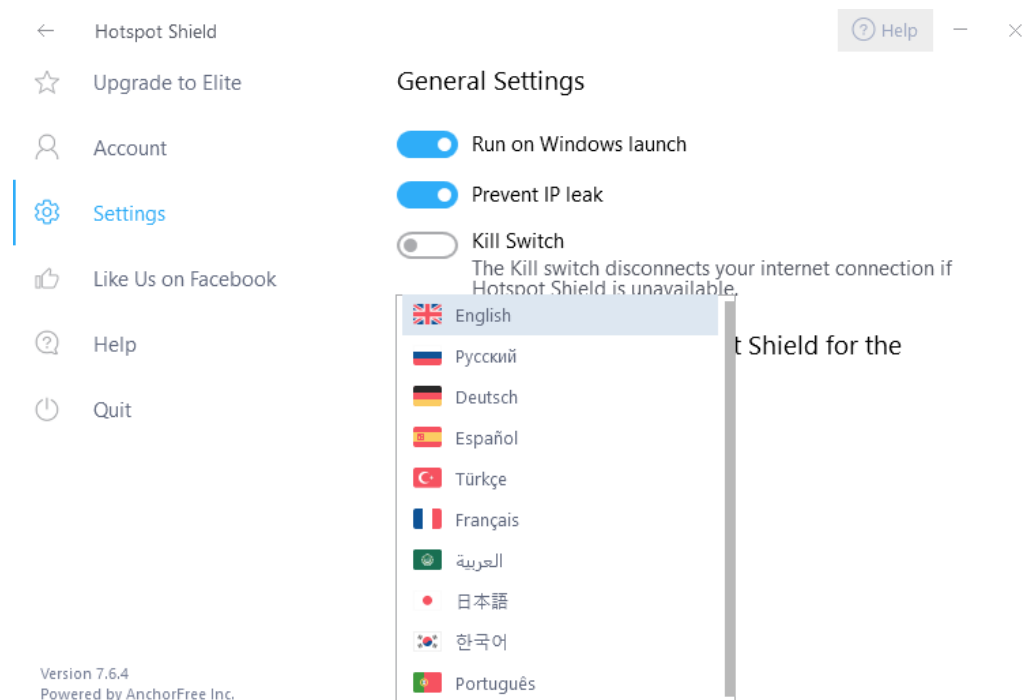 Hotspot Shield
Help
Upgrade to Elite
Account
Settings
Like Us on Facebook
Help
Quit
Version 7.6.4
Powered by AnchorFree Inc.
General Settings
Run on Windows launch
Prevent IP leak
Kill Switch
The Kill switch disconnects your internet connection if
Hotspot Shield is unavailable.
t Shield for the
English
Русский
Deutsch
Español
Türkçe
Français
العربية
日本語
한국어
Português